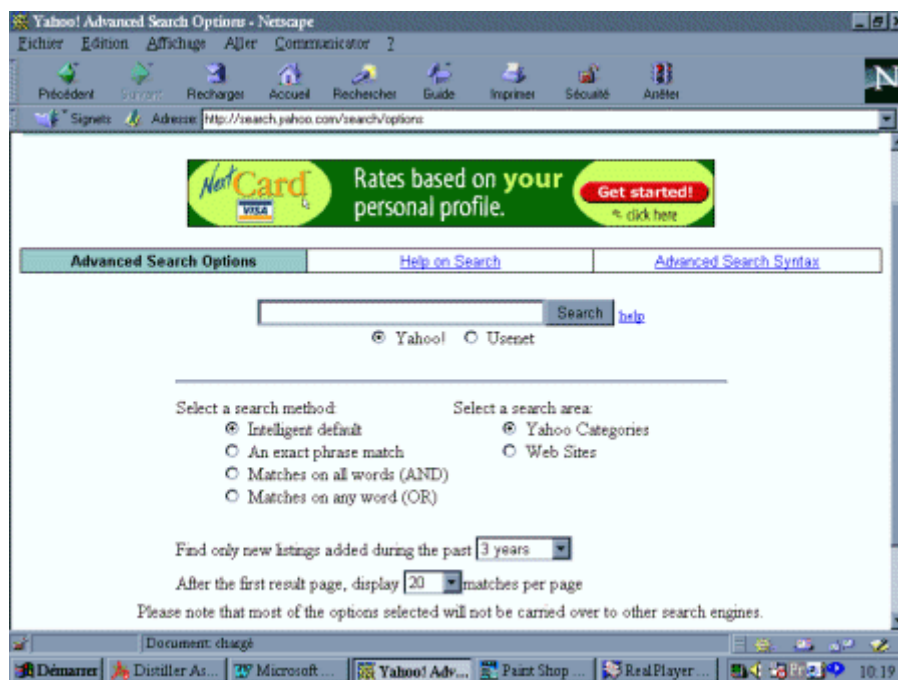 Yahoo! Advanced Search Options - Netscape
Fichier Edition Affichage Aller Communicator ?
Précédent Suivant Recharger Accueil Rechercher Guide Imprimer Sécurité Arrêter
N
Signets Adresse http://search.yahoo.com/search/options
Next Card VISA
Rates based on your
personal profile.
Get started!
click here
Advanced Search Options Help on Search Advanced Search Syntax
Search help
Yahoo! Usenet
Select a search method: Select a search area:
Intelligent default Yahoo Categories
An exact phrase match Web Sites
Matches on all words (AND)
Matches on any word (OR)
Find only new listings added during the past 3 years
After the first result page, display 20 matches per page
Please note that most of the options selected will not be carried over to other search engines.
Document: chargé
Démarrer Distiller As... Microsoft ... Yahoo! Adv... Paint Shop ... RealPlayer ... 10:19